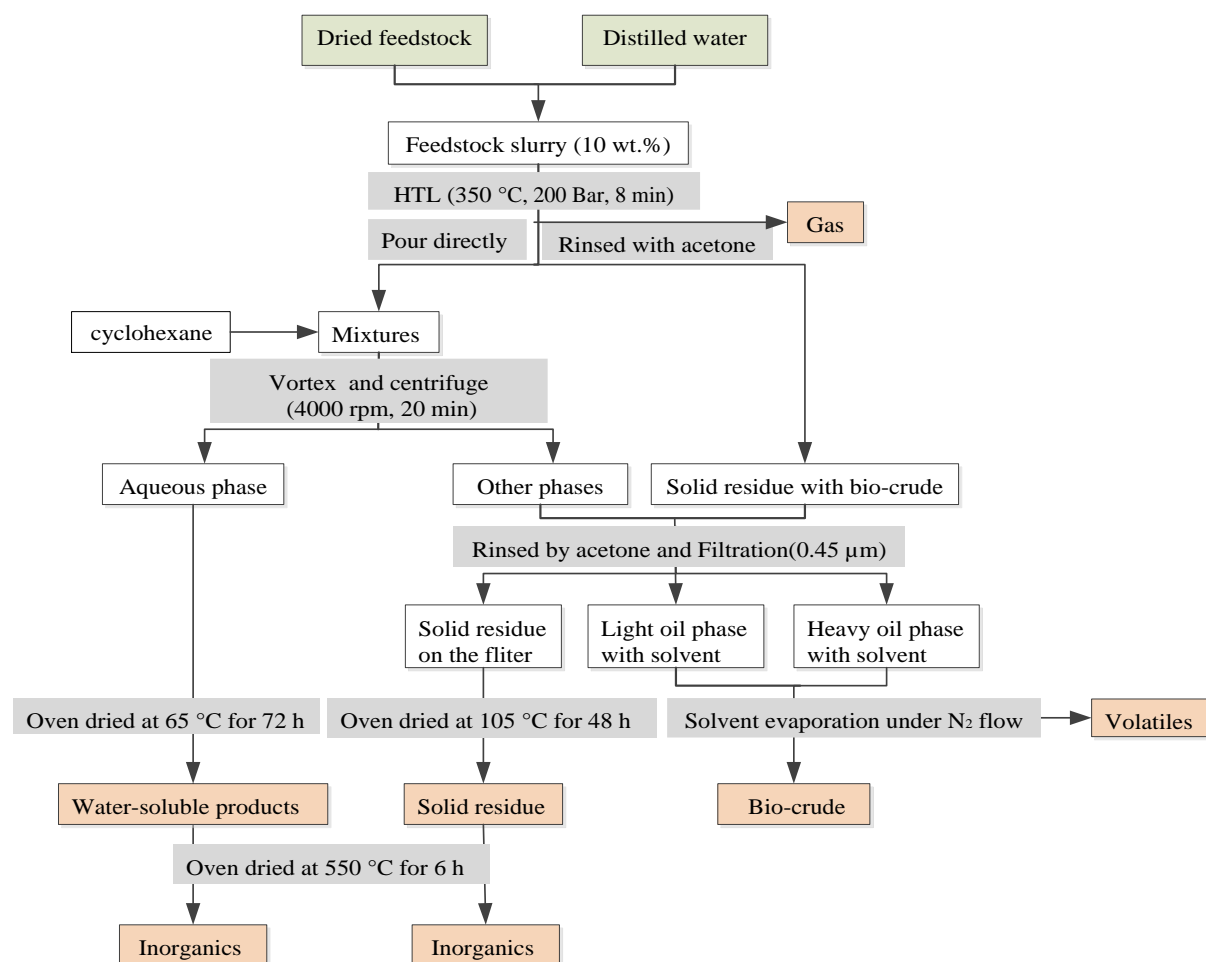 Dried feedstock
Distilled water
Feedstock slurry (10 wt.%)
HTL (350 °C, 200 Bar, 8 min)
Gas
Pour directly
Rinsed with acetone
cyclohexane
Mixtures
Vortex and centrifuge
(4000 rpm, 20 min)
Aqueous phase
Other phases
Solid residue with bio-crude
Rinsed by acetone and Filtration(0.45 µm)
Solid residue
on the fliter
Light oil phase
with solvent
Heavy oil phase
with solvent
Oven dried at 65 °C for 72 h
Oven dried at 105 °C for 48 h
Solvent evaporation under N₂ flow
Volatiles
Water-soluble products
Solid residue
Bio-crude
Oven dried at 550 °C for 6 h
Inorganics
Inorganics